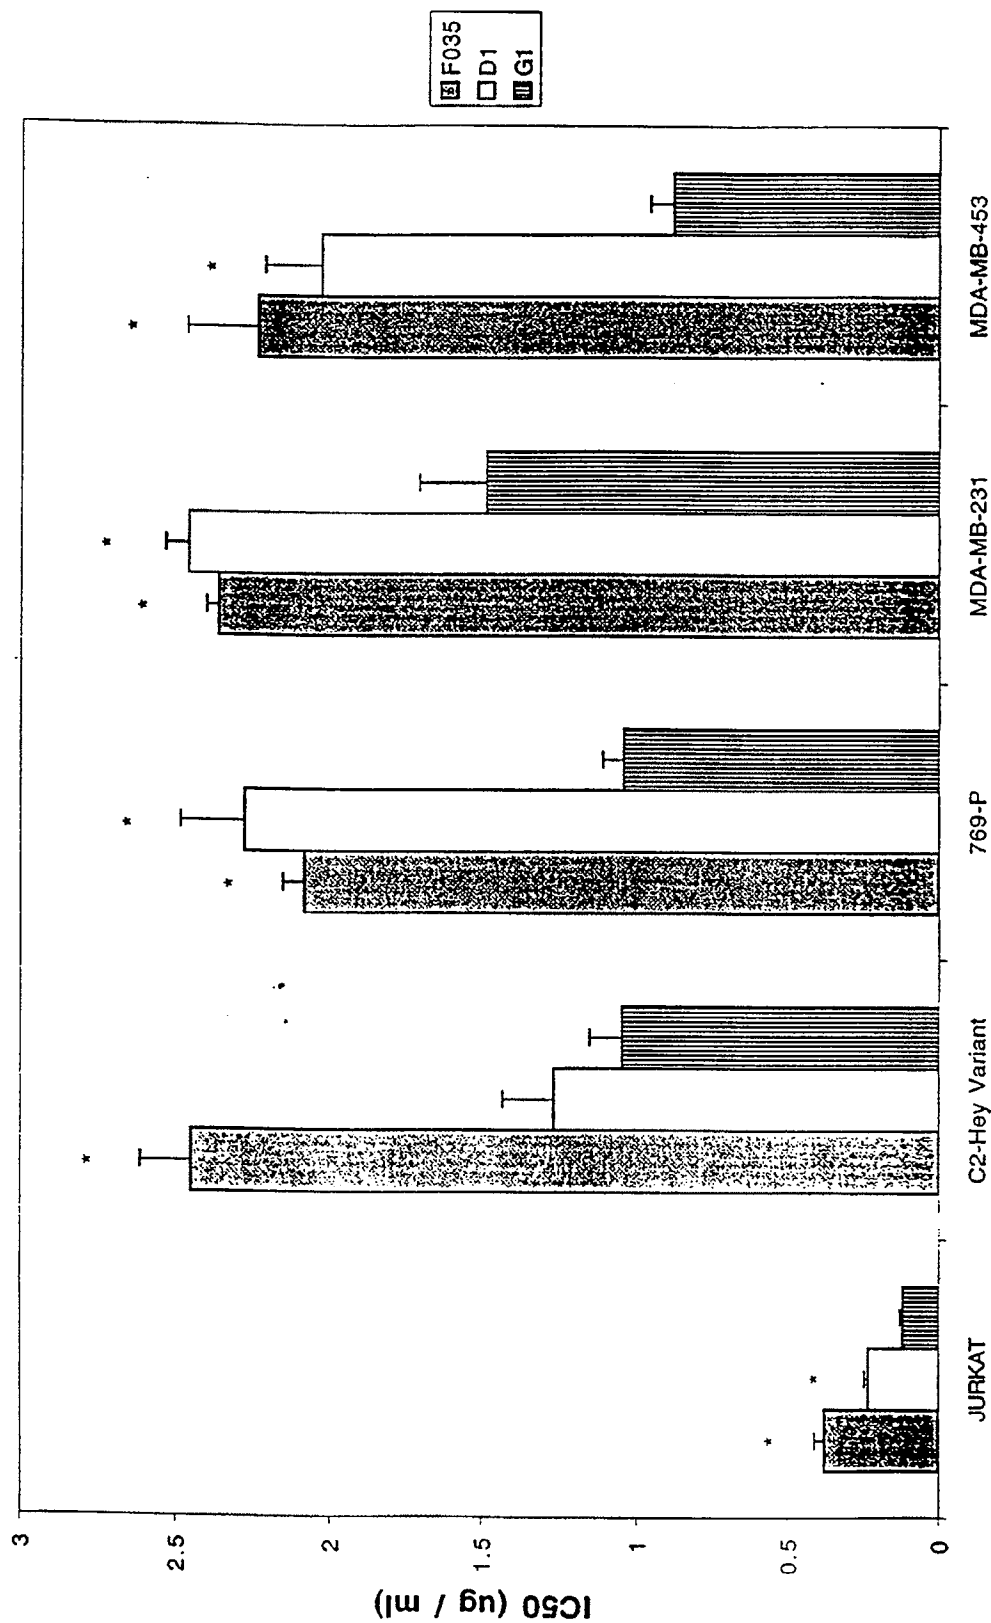 F035
D1
G1
IC50 (ug / ml)
3
2.5
2
1.5
1
0.5
0
JURKAT
C2-Hey Variant
769-P
MDA-MB-231
MDA-MB-453
*
*
*
*
*
*
*
*
*